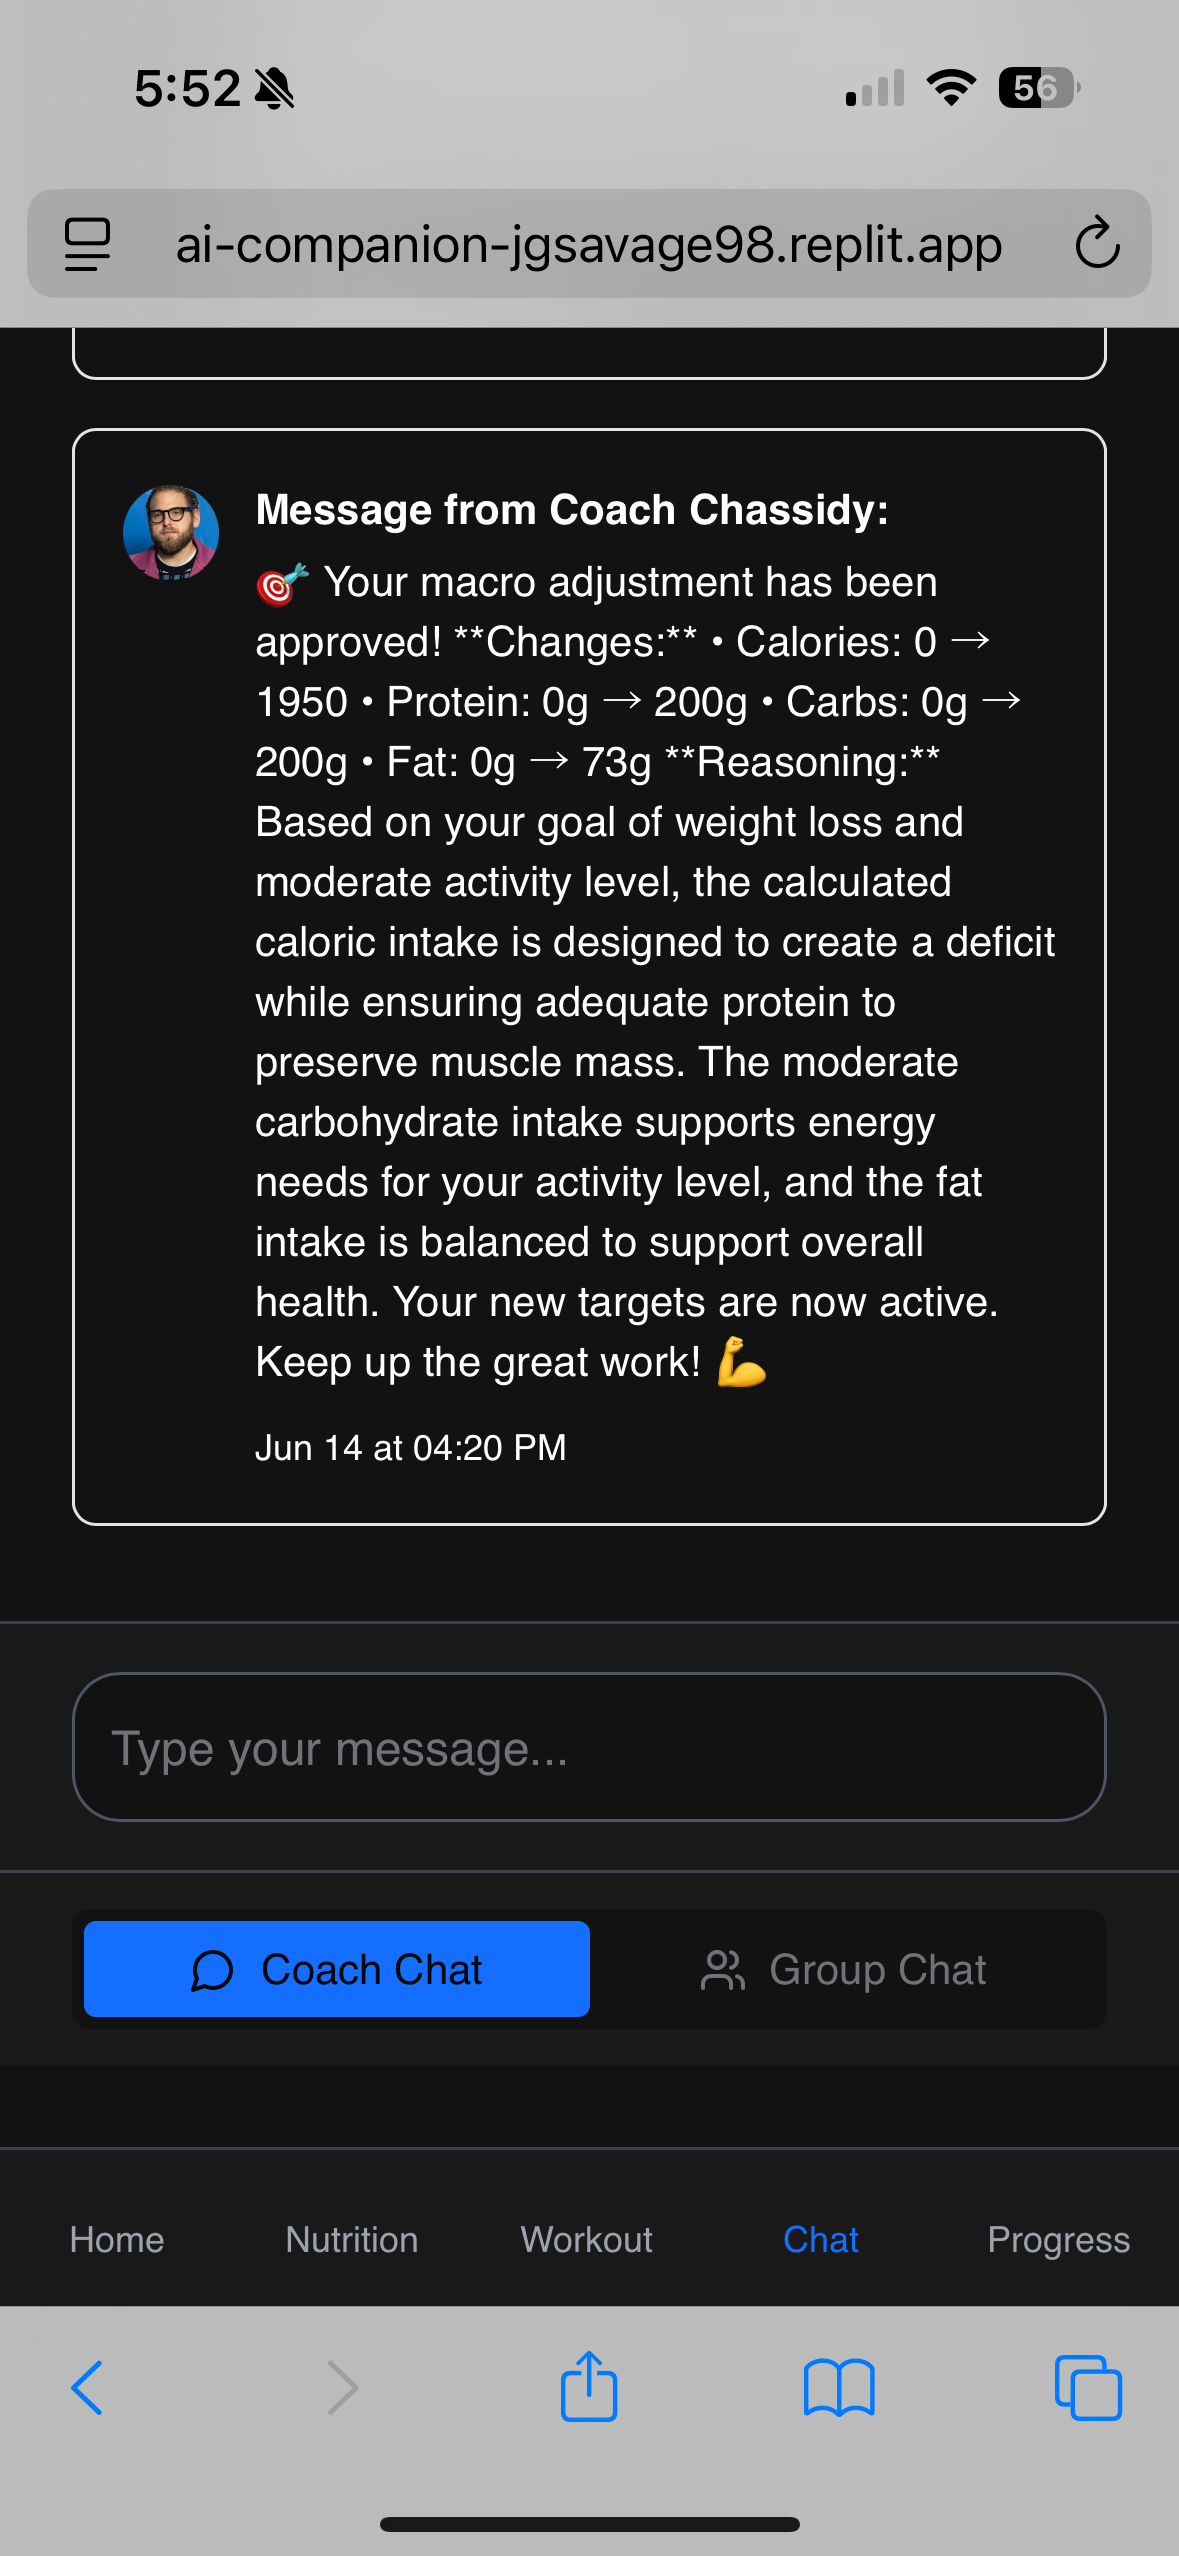 5:52
56
ai-companion-jgsavage98.replit.app
Message from Coach Chassidy:
🎯 Your macro adjustment has been
approved! **Changes:** • Calories: 0 →
1950 • Protein: 0g → 200g • Carbs: 0g →
200g • Fat: 0g → 73g **Reasoning:**
Based on your goal of weight loss and
moderate activity level, the calculated
caloric intake is designed to create a deficit
while ensuring adequate protein to
preserve muscle mass. The moderate
carbohydrate intake supports energy
needs for your activity level, and the fat
intake is balanced to support overall
health. Your new targets are now active.
Keep up the great work! 💪
Jun 14 at 04:20 PM
Type your message...
Coach Chat
Group Chat
Home
Nutrition
Workout
Chat
Progress